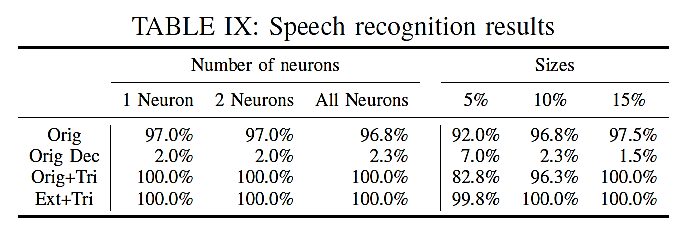 TABLE IX: Speech recognition results
Number of neurons Sizes
1 Neuron 2 Neurons All Neurons 5% 10% 15%
Orig 97.0% 97.0% 96.8% 92.0% 96.8% 97.5%
Orig Dec 2.0% 2.0% 2.3% 7.0% 2.3% 1.5%
Orig+Tri 100.0% 100.0% 100.0% 82.8% 96.3% 100.0%
Ext+Tri 100.0% 100.0% 100.0% 99.8% 100.0% 100.0%